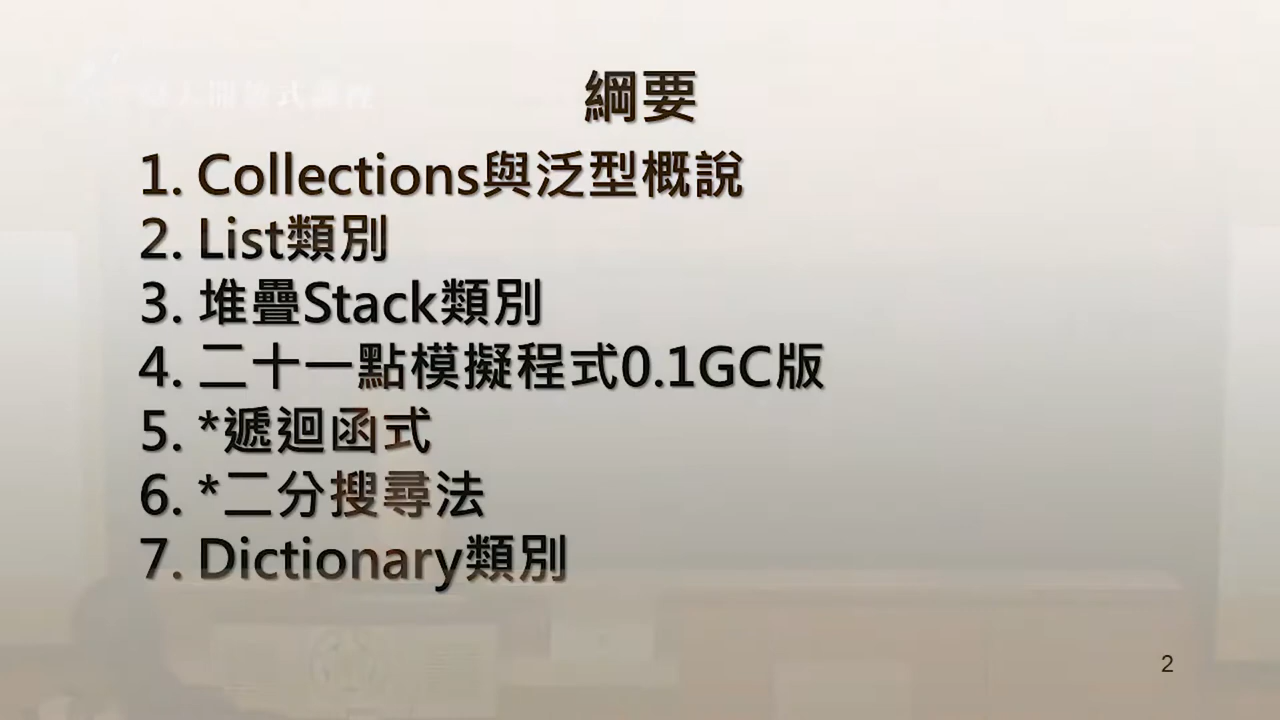 綱要
1. Collections與泛型概說
2. List類別
3. 堆疊Stack類別
4. 二十一點模擬程式0.1GC版
5. *遞迴函式
6. *二分搜尋法
7. Dictionary類別
2